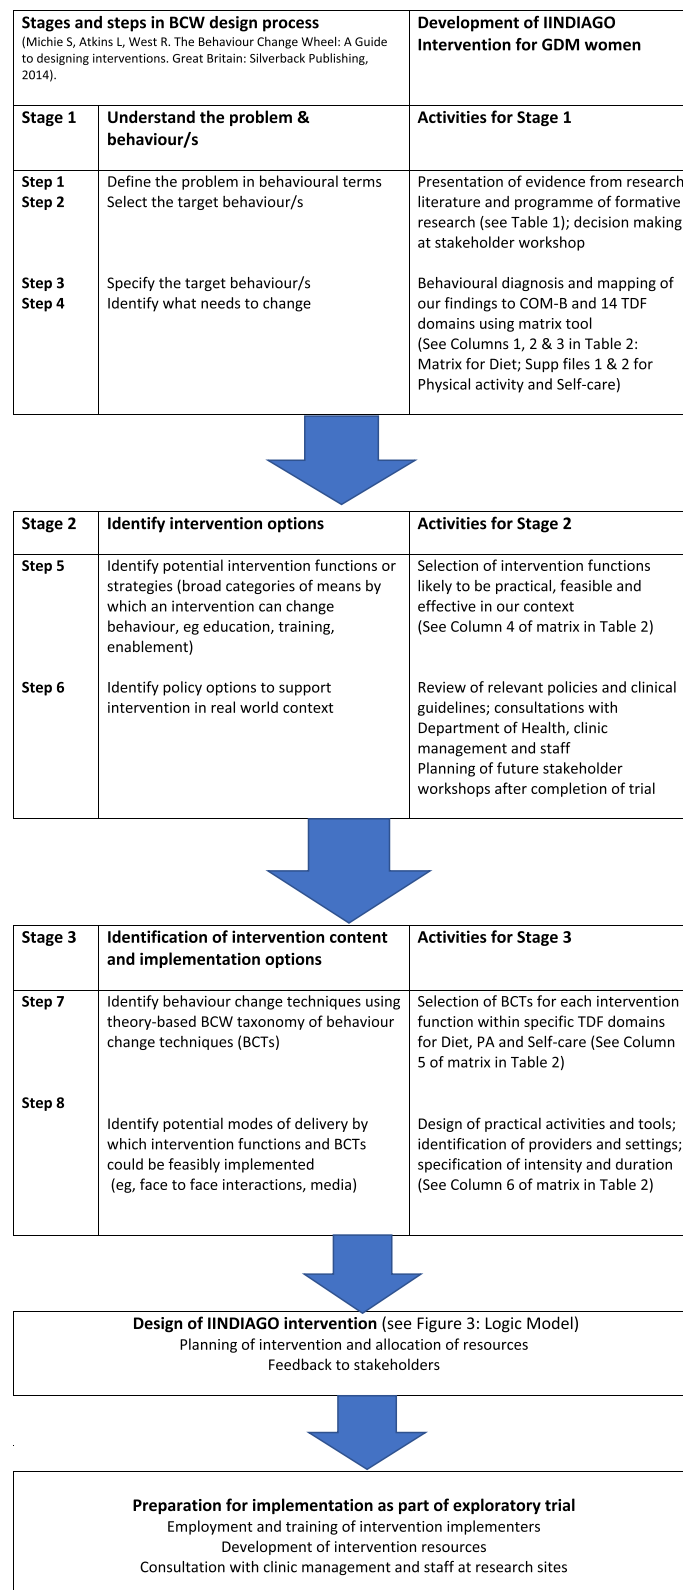 Stages and steps in BCW design process
(Michie S, Atkins L, West R. The Behaviour Change Wheel: A Guide
to designing interventions. Great Britain: Silverback Publishing,
2014).
Development of IINDIAGO
Intervention for GDM women
Stage 1
Understand the problem &
behaviour/s
Activities for Stage 1
Step 1
Define the problem in behavioural terms
Step 2
Select the target behaviour/s
Presentation of evidence from research
literature and programme of formative
research (see Table 1); decision making
at stakeholder workshop
Step 3
Specify the target behaviour/s
Step 4
Identify what needs to change
Behavioural diagnosis and mapping of
our findings to COM-B and 14 TDF
domains using matrix tool
(See Columns 1, 2 & 3 in Table 2:
Matrix for Diet; Supp files 1 & 2 for
Physical activity and Self-care)
Stage 2
Identify intervention options
Activities for Stage 2
Step 5
Identify potential intervention functions or
strategies (broad categories of means by
which an intervention can change
behaviour, eg education, training,
enablement)
Selection of intervention functions
likely to be practical, feasible and
effective in our context
(See Column 4 of matrix in Table 2)
Step 6
Identify policy options to support
intervention in real world context
Review of relevant policies and clinical
guidelines; consultations with
Department of Health, clinic
management and staff
Planning of future stakeholder
workshops after completion of trial
Stage 3
Identification of intervention content
and implementation options
Activities for Stage 3
Step 7
Identify behaviour change techniques using
theory-based BCW taxonomy of behaviour
change techniques (BCTs)
Selection of BCTs for each intervention
function within specific TDF domains
for Diet, PA and Self-care (See Column
5 of matrix in Table 2)
Step 8
Identify potential modes of delivery by
which intervention functions and BCTs
could be feasibly implemented
(eg, face to face interactions, media)
Design of practical activities and tools;
identification of providers and settings;
specification of intensity and duration
(See Column 6 of matrix in Table 2)
Design of IINDIAGO intervention (see Figure 3: Logic Model)
Planning of intervention and allocation of resources
Feedback to stakeholders
Preparation for implementation as part of exploratory trial
Employment and training of intervention implementers
Development of intervention resources
Consultation with clinic management and staff at research sites